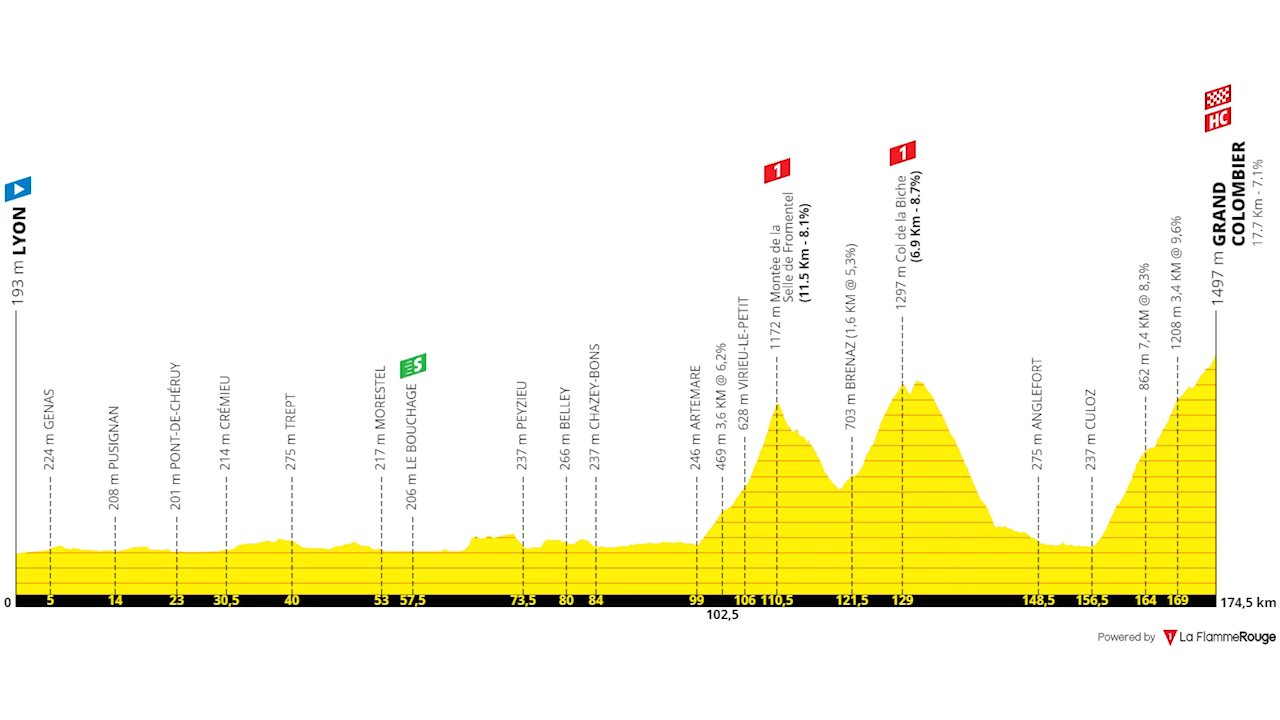 193 m LYON
224 m GENAS
208 m PUSIGNAN
201 m PONT-DE-CHÉRUY
214 m CRÉMIEU
275 m TREPT
217 m MORESTEL
S
206 m LE BOUCHAGE
237 m PEYZIEU
266 m BELLEY
237 m CHAZEY-BONS
246 m ARTEMARE
469 m 3,6 KM @ 6,2%
628 m VIRIEU-LE-PETIT
1
1172 m Montèe de la
Selle de Fromentel
(11.5 Km - 8.1%)
703 m BRENAZ (1,6 KM @ 5,3%)
1
1297 m Col de la Biche
(6.9 Km - 8.7%)
275 m ANGLEFORT
237 m CULOZ
862 m 7,4 KM @ 8,3%
1208 m 3,4 KM @ 9,6%
HC
1497 m GRAND
COLOMBIER
17.7 Km - 7.1%
0 5 14 23 30,5 40 53 57,5 73,5 80 84 99 106 110,5 121,5 129 148,5 156,5 164 169 174,5 km
102,5
Powered by 1 La FlammeRouge